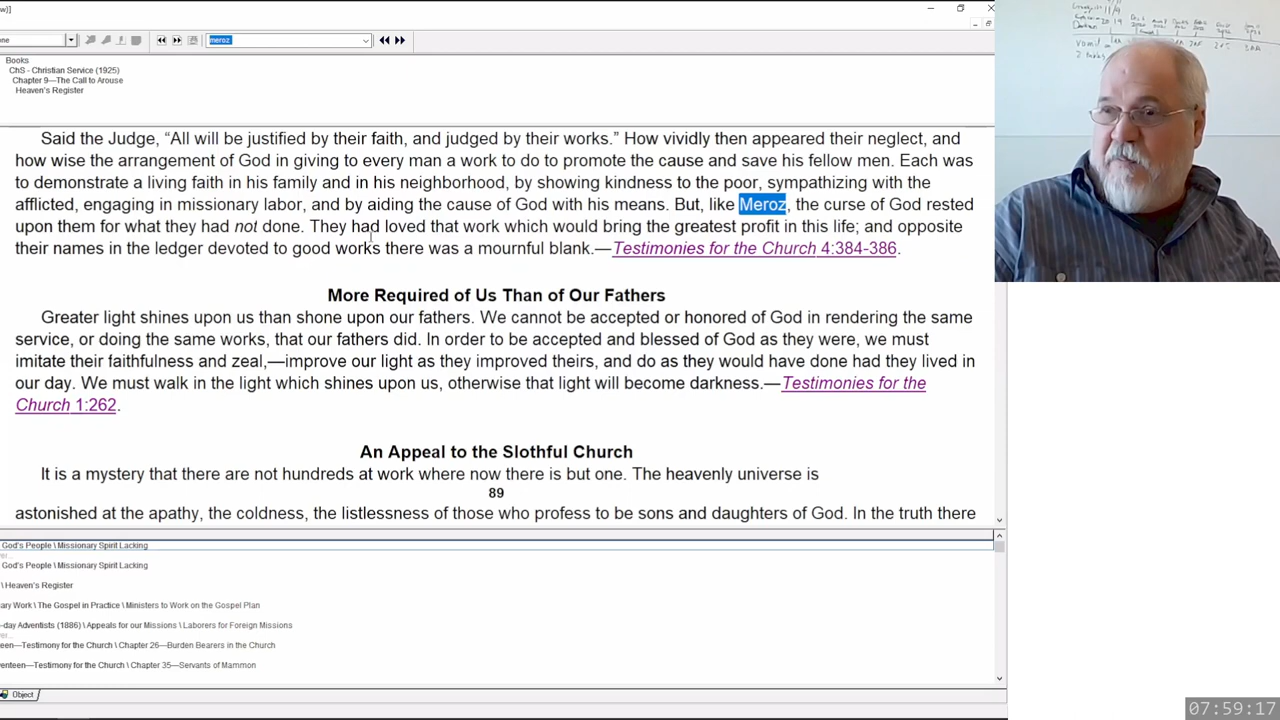 w)]
one
meroz
Books
ChS - Christian Service (1925)
Chapter 9—The Call to Arouse
Heaven's Register
Said the Judge, “All will be justified by their faith, and judged by their works.” How vividly then appeared their neglect, and
how wise the arrangement of God in giving to every man a work to do to promote the cause and save his fellow men. Each was
to demonstrate a living faith in his family and in his neighborhood, by showing kindness to the poor, sympathizing with the
afflicted, engaging in missionary labor, and by aiding the cause of God with his means. But, like Meroz, the curse of God rested
upon them for what they had not done. They had loved that work which would bring the greatest profit in this life; and opposite
their names in the ledger devoted to good works there was a mournful blank.—Testimonies for the Church 4:384-386.
More Required of Us Than of Our Fathers
Greater light shines upon us than shone upon our fathers. We cannot be accepted or honored of God in rendering the same
service, or doing the same works, that our fathers did. In order to be accepted and blessed of God as they were, we must
imitate their faithfulness and zeal,—improve our light as they improved theirs, and do as they would have done had they lived in
our day. We must walk in the light which shines upon us, otherwise that light will become darkness.—Testimonies for the
Church 1:262.
An Appeal to the Slothful Church
It is a mystery that there are not hundreds at work where now there is but one. The heavenly universe is
89
astonished at the apathy, the coldness, the listlessness of those who profess to be sons and daughters of God. In the truth there
God's People \ Missionary Spirit Lacking
ver...
God's People \ Missionary Spirit Lacking
\ Heaven's Register
ary Work \ The Gospel in Practice \ Ministers to Work on the Gospel Plan
-day Adventists (1886) \ Appeals for our Missions \ Laborers for Foreign Missions
ver...
een—Testimony for the Church \ Chapter 26—Burden Bearers in the Church
venteen—Testimony for the Church \ Chapter 35—Servants of Mammon
Object
07:59:17